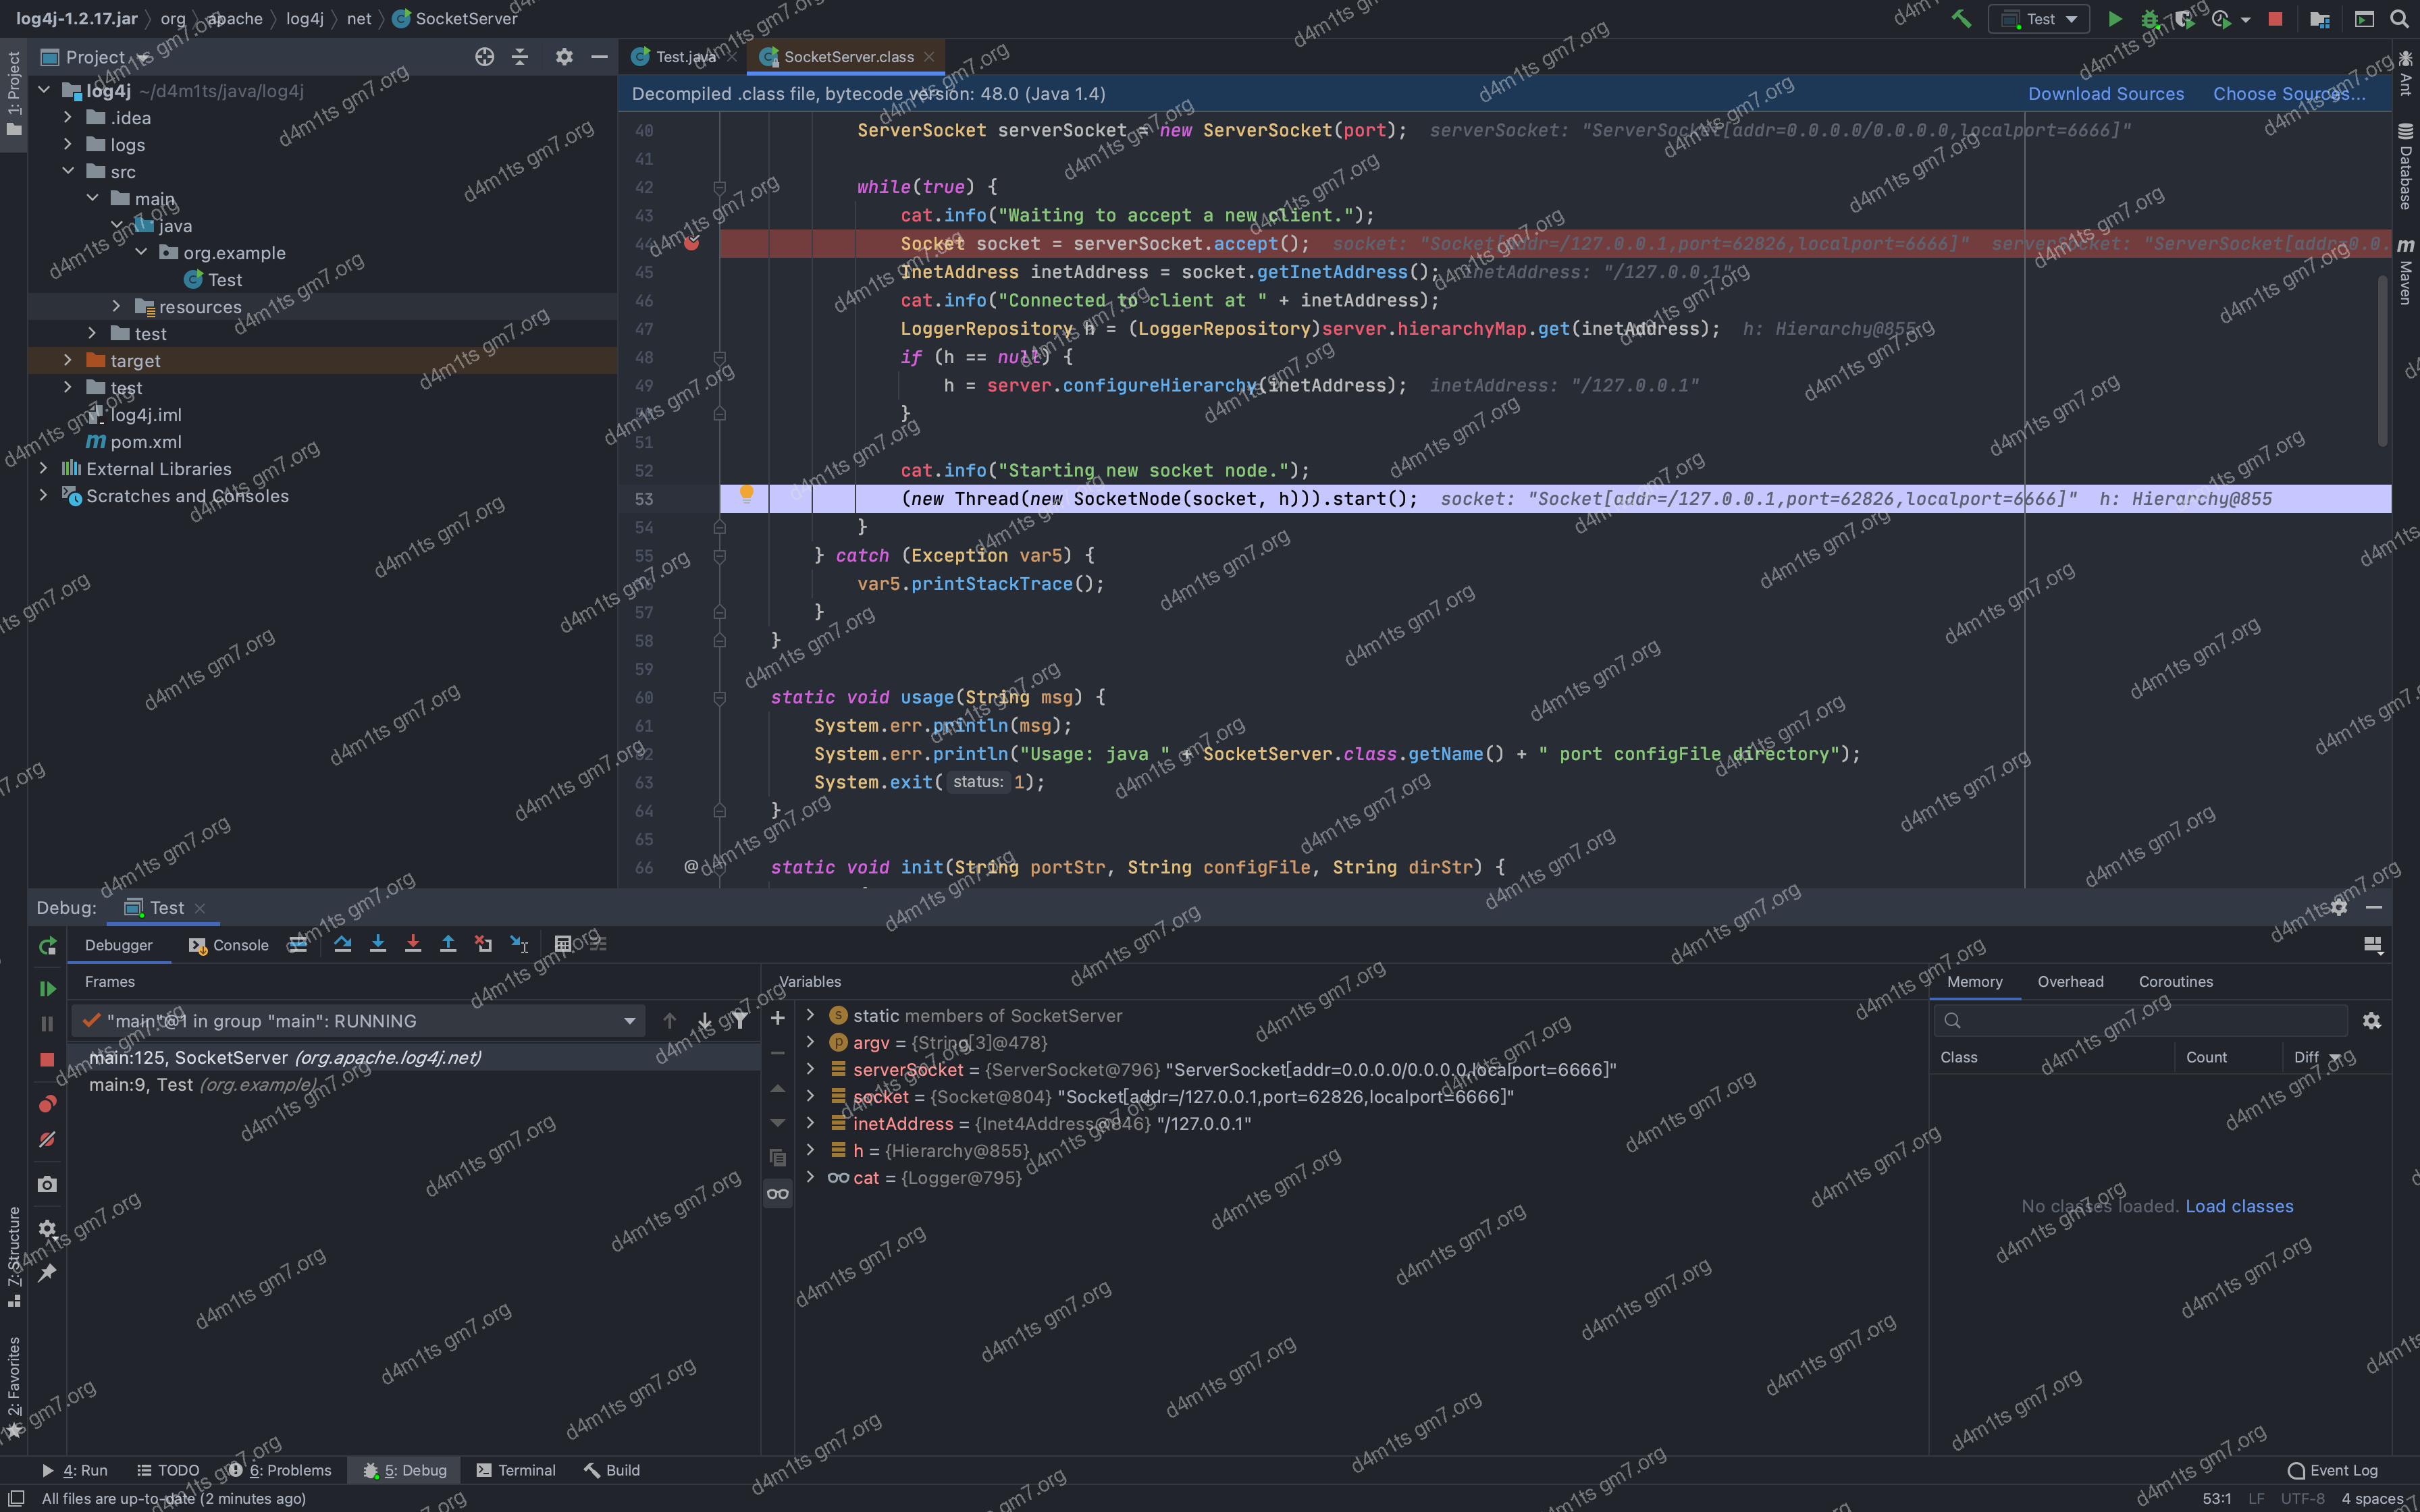 log4j-1.2.17.jar org apache log4j net SocketServer
Test
1: Project
Project
log4j ~/d4m1ts/java/log4j
.idea
logs
src
main
java
org.example
Test
resources
test
target
test
log4j.iml
pom.xml
External Libraries
Scratches and Consoles
Test.java SocketServer.class
Decompiled .class file, bytecode version: 48.0 (Java 1.4) Download Sources Choose Sources...
40 ServerSocket serverSocket = new ServerSocket(port); serverSocket: "ServerSocket[addr=0.0.0.0/0.0.0.0,localport=6666]"
41
42 while(true) {
43 cat.info("Waiting to accept a new client.");
44 Socket socket = serverSocket.accept(); socket: "Socket[addr=/127.0.0.1,port=62826,localport=6666]" serverSocket: "ServerSocket[addr=0.0.
45 InetAddress inetAddress = socket.getInetAddress(); inetAddress: "/127.0.0.1"
46 cat.info("Connected to client at " + inetAddress);
47 LoggerRepository h = (LoggerRepository)server.hierarchyMap.get(inetAddress); h: Hierarchy@855
48 if (h == null) {
49 h = server.configureHierarchy(inetAddress); inetAddress: "/127.0.0.1"
}
51
52 cat.info("Starting new socket node.");
53 (new Thread(new SocketNode(socket, h))).start(); socket: "Socket[addr=/127.0.0.1,port=62826,localport=6666]" h: Hierarchy@855
54 }
55 } catch (Exception var5) {
var5.printStackTrace();
57 }
58 }
59
60 static void usage(String msg) {
61 System.err.println(msg);
62 System.err.println("Usage: java " + SocketServer.class.getName() + " port configFile directory");
63 System.exit( status: 1);
64 }
65
66 @ static void init(String portStr, String configFile, String dirStr) {
Ant
Database
Maven
Debug: Test
Debugger Console
Frames
"main"@1 in group "main": RUNNING
main:125, SocketServer (org.apache.log4j.net)
main:9, Test (org.example)
Variables
static members of SocketServer
argv = {String[3]@478}
serverSocket = {ServerSocket@796} "ServerSocket[addr=0.0.0.0/0.0.0.0,localport=6666]"
socket = {Socket@804} "Socket[addr=/127.0.0.1,port=62826,localport=6666]"
inetAddress = {Inet4Address@846} "/127.0.0.1"
h = {Hierarchy@855}
cat = {Logger@795}
Memory Overhead Coroutines
Class Count Diff
No classes loaded. Load classes
7: Structure
2: Favorites
4: Run TODO 6: Problems 5: Debug Terminal Build Event Log
All files are up-to-date (2 minutes ago) 53:1 LF UTF-8 4 spaces
d4m1ts gm7.org